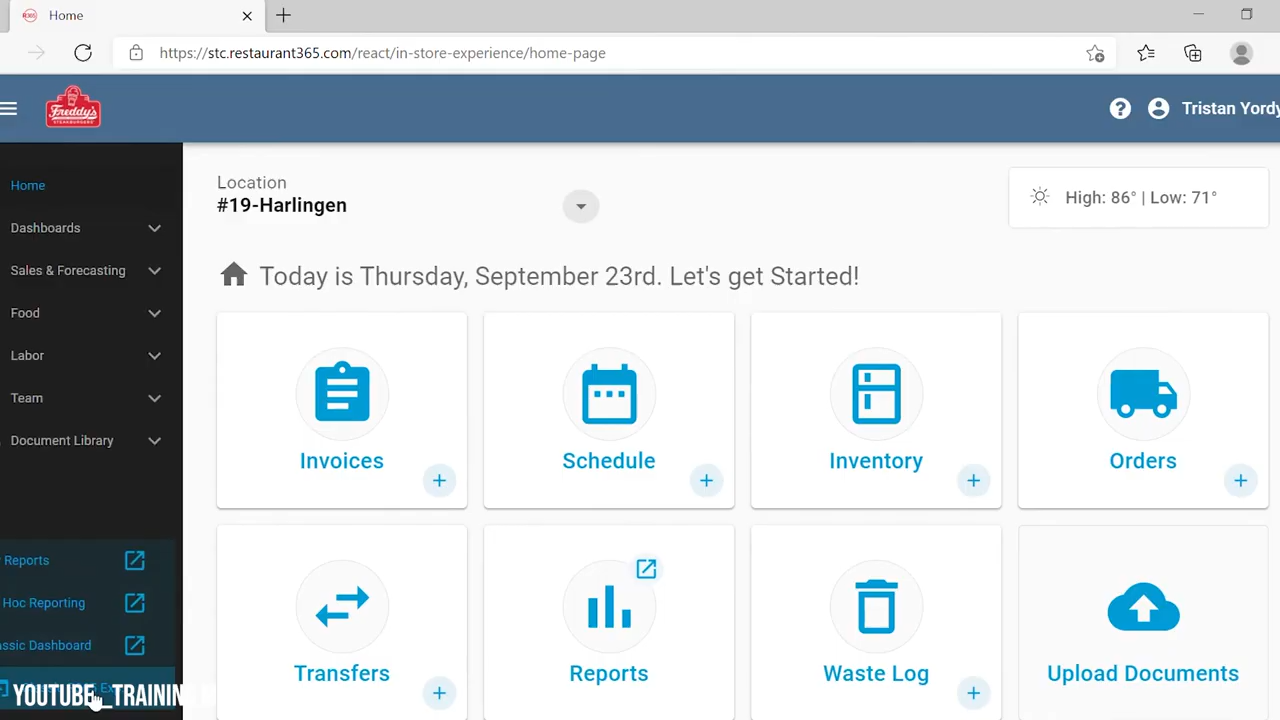 Home
https://stc.restaurant365.com/react/in-store-experience/home-page
Freddy's
Tristan Yordy
Home
Dashboards
Sales & Forecasting
Food
Labor
Team
Document Library
Reports
Hoc Reporting
assic Dashboard
YOUTUBE_TRAINING
Location
#19-Harlingen
High: 86° | Low: 71°
Today is Thursday, September 23rd. Let's get Started!
Invoices
Schedule
Inventory
Orders
Transfers
Reports
Waste Log
Upload Documents